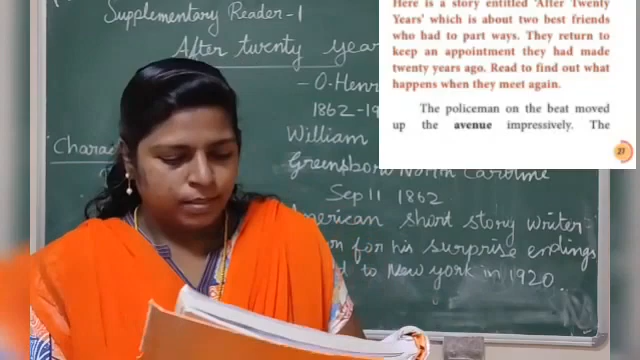 Supplementary Reader-1
After twenty year
- O. Henr
1862-19
William
Greensboro North Caroline
Sep 11 1862
American short story writer
for his surprise endings
to New york in 1920.
Charac
Here is a story entitled 'After Twenty
Years' which is about two best friends
who had to part ways. They return to
keep an appointment they had made
twenty years ago. Read to find out what
happens when they meet again.
The policeman on the beat moved
up the avenue impressively. The
27